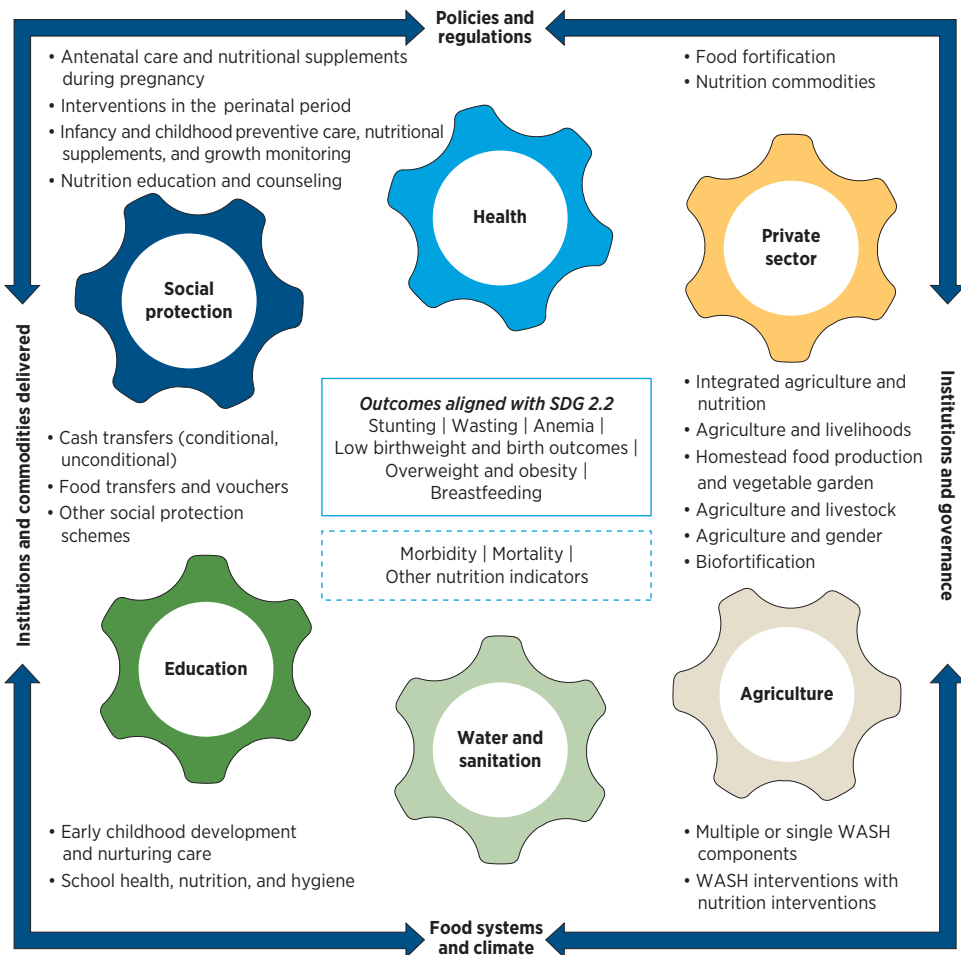 Policies and
regulations
• Antenatal care and nutritional supplements
during pregnancy
• Interventions in the perinatal period
• Infancy and childhood preventive care, nutritional
supplements, and growth monitoring
• Nutrition education and counseling
• Food fortification
• Nutrition commodities
Health
Private
sector
Social
protection
Institutions and commodities delivered
Institutions and governance
Outcomes aligned with SDG 2.2
Stunting | Wasting | Anemia |
Low birthweight and birth outcomes |
Overweight and obesity |
Breastfeeding
Morbidity | Mortality |
Other nutrition indicators
• Cash transfers (conditional,
unconditional)
• Food transfers and vouchers
• Other social protection
schemes
• Integrated agriculture and
nutrition
• Agriculture and livelihoods
• Homestead food production
and vegetable garden
• Agriculture and livestock
• Agriculture and gender
• Biofortification
Education
Water and
sanitation
Agriculture
• Early childhood development
and nurturing care
• School health, nutrition, and hygiene
• Multiple or single WASH
components
• WASH interventions with
nutrition interventions
Food systems
and climate